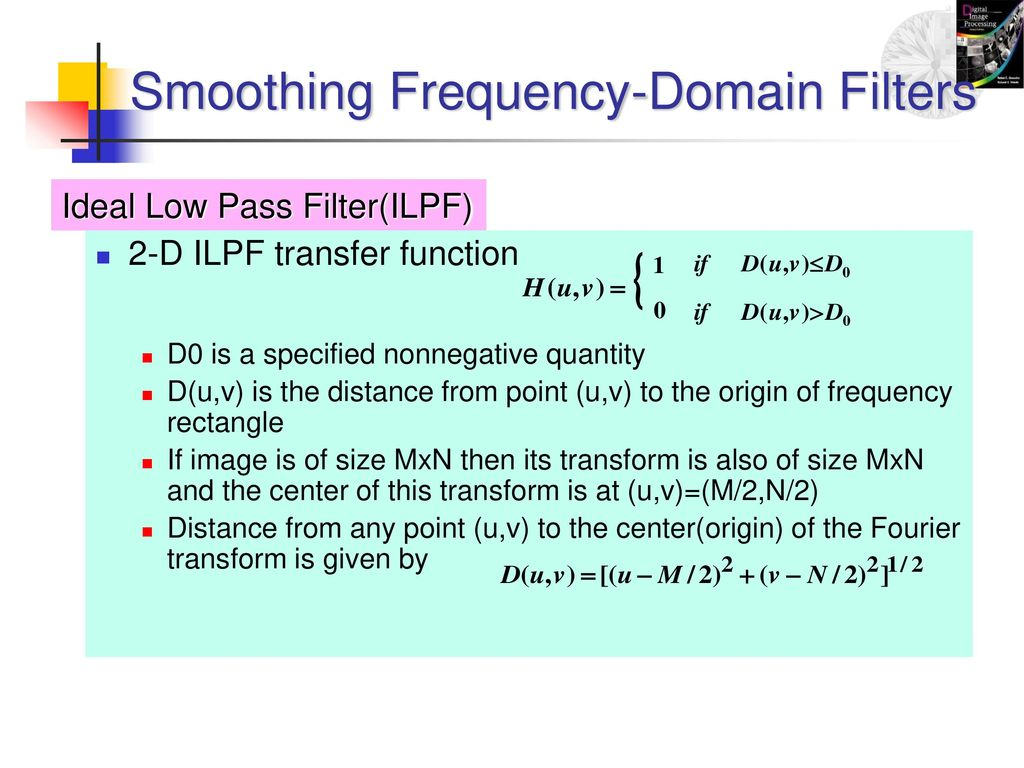 Digital
Image
Processing
Smoothing Frequency-Domain Filters
Ideal Low Pass Filter(ILPF)
2-D ILPF transfer function
H(u,v) = { 1 if D(u,v)≤D0
0 if D(u,v)>D0
D0 is a specified nonnegative quantity
D(u,v) is the distance from point (u,v) to the origin of frequency
rectangle
If image is of size MxN then its transform is also of size MxN
and the center of this transform is at (u,v)=(M/2,N/2)
Distance from any point (u,v) to the center(origin) of the Fourier
transform is given by
D(u,v) = [(u – M / 2)2 + (v – N / 2)2 ]1/ 2